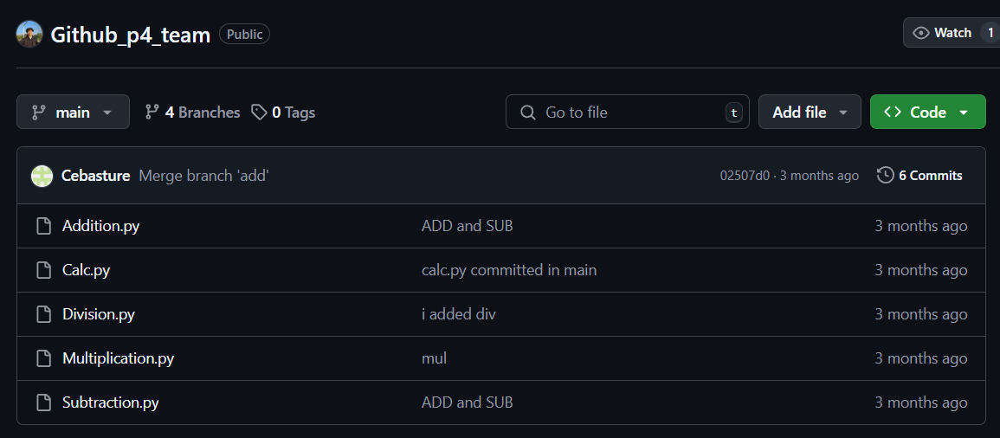 Github_p4_team Public Watch 1
main 4 Branches 0 Tags Go to file t Add file Code
Cebasture Merge branch 'add' 02507d0 · 3 months ago 6 Commits
Addition.py ADD and SUB 3 months ago
Calc.py calc.py committed in main 3 months ago
Division.py i added div 3 months ago
Multiplication.py mul 3 months ago
Subtraction.py ADD and SUB 3 months ago